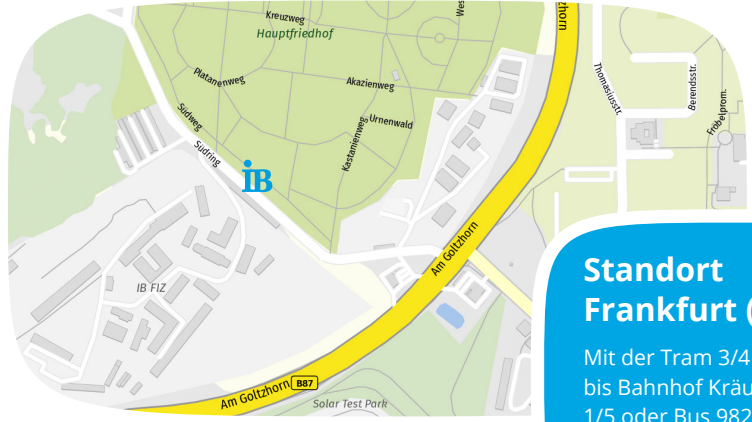 Kreuzweg
Hauptfriedhof
Platanenweg
Akazienweg
Urnenwald
Kastanienweg
Südweg
Südring
iB
Thomasiusstr.
Berendsstr.
Fröbelprom.
Am Goltzhorn
IB FIZ
Am Goltzhorn
B87
Solar Test Park
Standort
Frankfurt (
Mit der Tram 3/4
bis Bahnhof Kräu
1/5 oder Bus 982